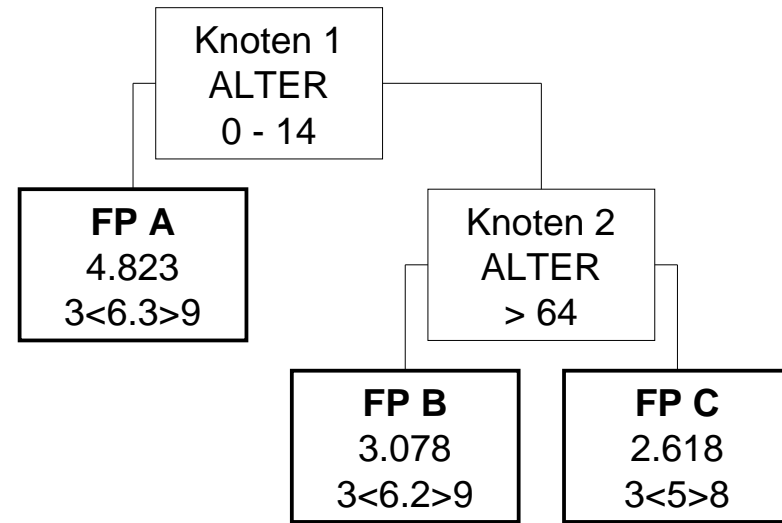 Knoten 1
ALTER
0 - 14
FP A
4.823
3<6.3>9
Knoten 2
ALTER
> 64
FP B
3.078
3<6.2>9
FP C
2.618
3<5>8